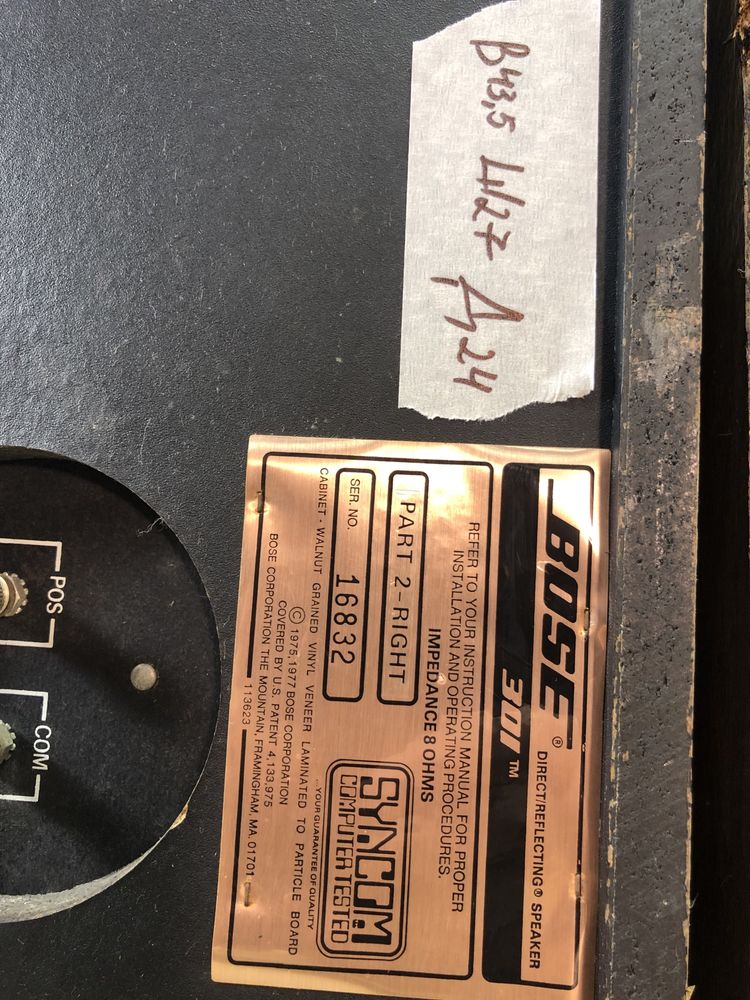 B43,5 L1/27 A24
BOSE® DIRECT/REFLECTING® SPEAKER
301™
REFER TO YOUR INSTRUCTION MANUAL FOR PROPER
INSTALLATION AND OPERATING PROCEDURES.
IMPEDANCE 8 OHMS
PART 2-RIGHT
SER. NO. 16832
SYNCOM
COMPUTER TESTED
...YOUR GUARANTEE OF QUALITY
CABINET - WALNUT GRAINED VINYL VENEER LAMINATED TO PARTICLE BOARD
©1975,1977 BOSE CORPORATION
COVERED BY U.S. PATENT 4,133,975
BOSE CORPORATION THE MOUNTAIN, FRAMINGHAM, MA. 01701
113623
POS
COM